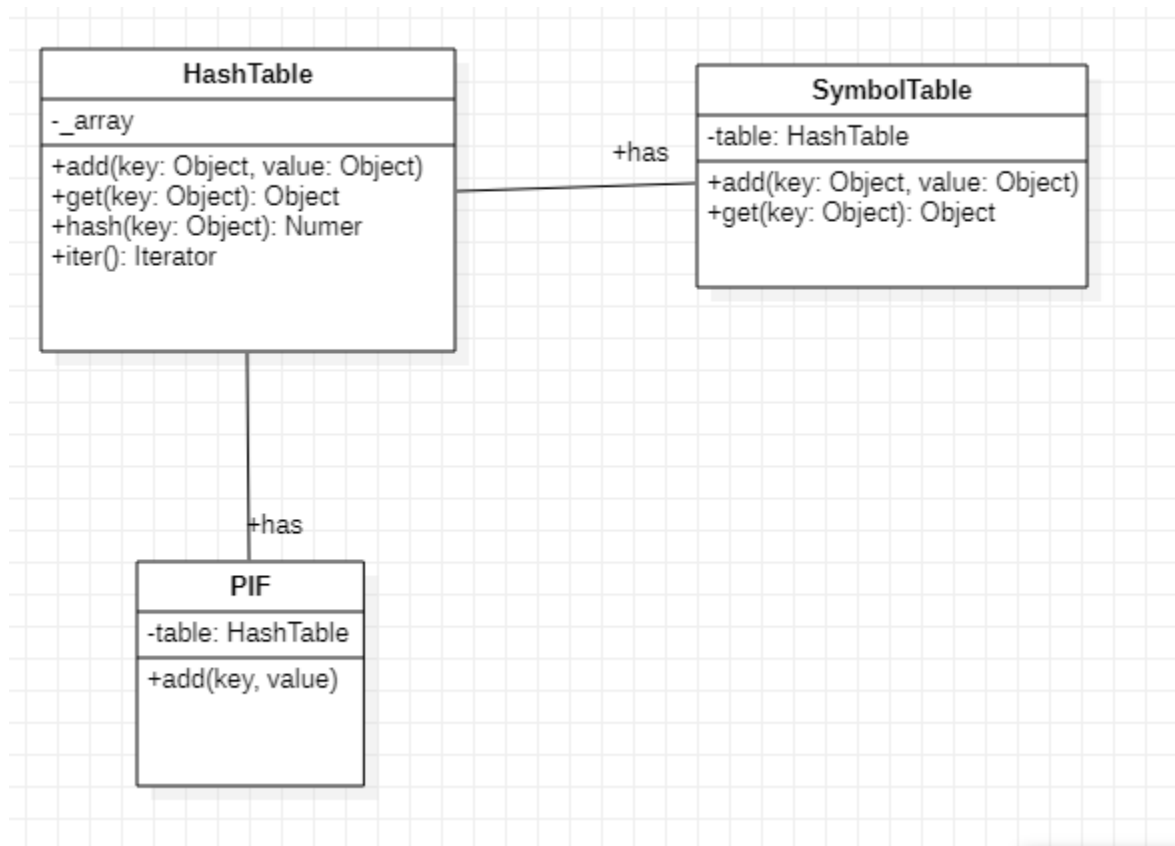 HashTable
-_array
+add(key: Object, value: Object)
+get(key: Object): Object
+hash(key: Object): Numer
+iter(): Iterator
+has
SymbolTable
-table: HashTable
+add(key: Object, value: Object)
+get(key: Object): Object
+has
PIF
-table: HashTable
+add(key, value)